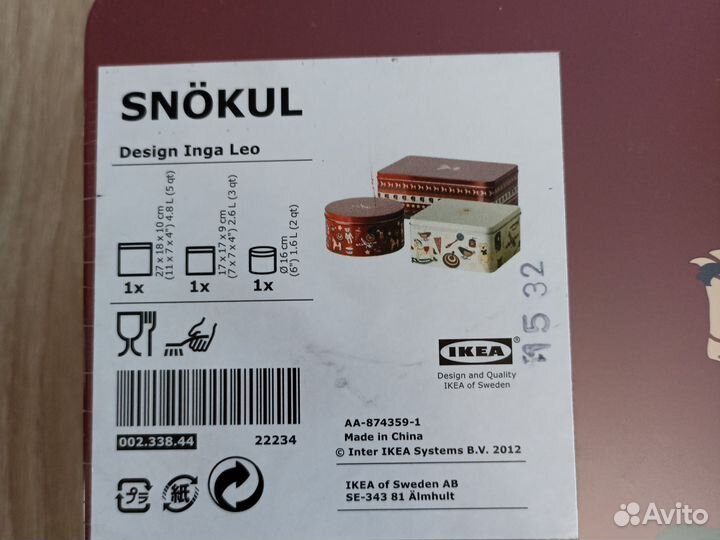 SNÖKUL
Design Inga Leo
27 x 18 x 10 cm
(11 x 7 x 4") 4.8 L (5 qt)
17 x 17 x 9 cm
(7 x 7 x 4") 2.6 L (3 qt)
Ø 16 cm
(6") 1.6 L (2 qt)
1x
1x
1x
IKEA®
Design and Quality
IKEA of Sweden
1532
002.338.44
22234
AA-874359-1
Made in China
© Inter IKEA Systems B.V. 2012
プラ
紙
IKEA of Sweden AB
SE-343 81 Älmhult
Avito